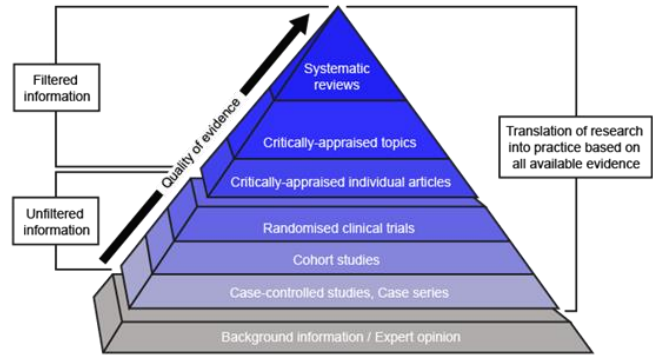 Systematic
reviews
Filtered
information
Quality of evidence
Critically-appraised topics
Translation of research
into practice based on
all available evidence
Critically-appraised individual articles
Unfiltered
information
Randomised clinical trials
Cohort studies
Case-controlled studies, Case series
Background information / Expert opinion